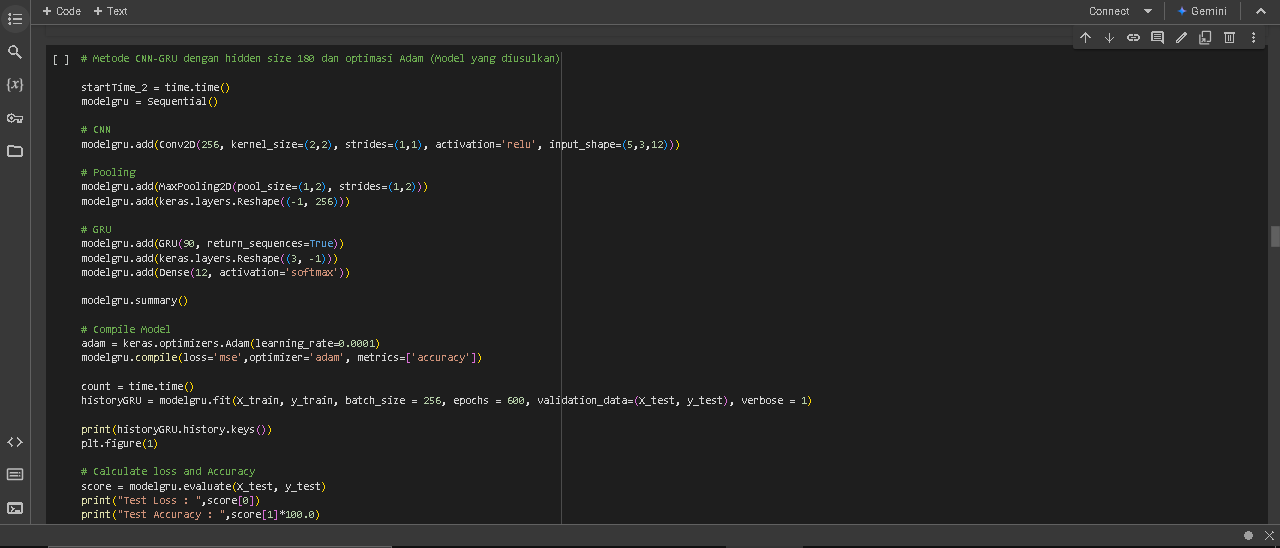 + Code + Text
Connect
Gemini
[ ] # Metode CNN-GRU dengan hidden size 180 dan optimasi Adam (Model yang diusulkan)
startTime_2 = time.time()
modelgru = Sequential()
# CNN
modelgru.add(Conv2D(256, kernel_size=(2,2), strides=(1,1), activation='relu', input_shape=(5,3,12)))
# Pooling
modelgru.add(MaxPooling2D(pool_size=(1,2), strides=(1,2)))
modelgru.add(keras.layers.Reshape((-1, 256)))
# GRU
modelgru.add(GRU(90, return_sequences=True))
modelgru.add(keras.layers.Reshape((3, -1)))
modelgru.add(Dense(12, activation='softmax'))
modelgru.summary()
# Compile Model
adam = keras.optimizers.Adam(learning_rate=0.0001)
modelgru.compile(loss='mse',optimizer='adam', metrics=['accuracy'])
count = time.time()
historyGRU = modelgru.fit(X_train, y_train, batch_size = 256, epochs = 600, validation_data=(X_test, y_test), verbose = 1)
print(historyGRU.history.keys())
plt.figure(1)
# Calculate loss and Accuracy
score = modelgru.evaluate(X_test, y_test)
print("Test Loss : ",score[0])
print("Test Accuracy : ",score[1]*100.0)